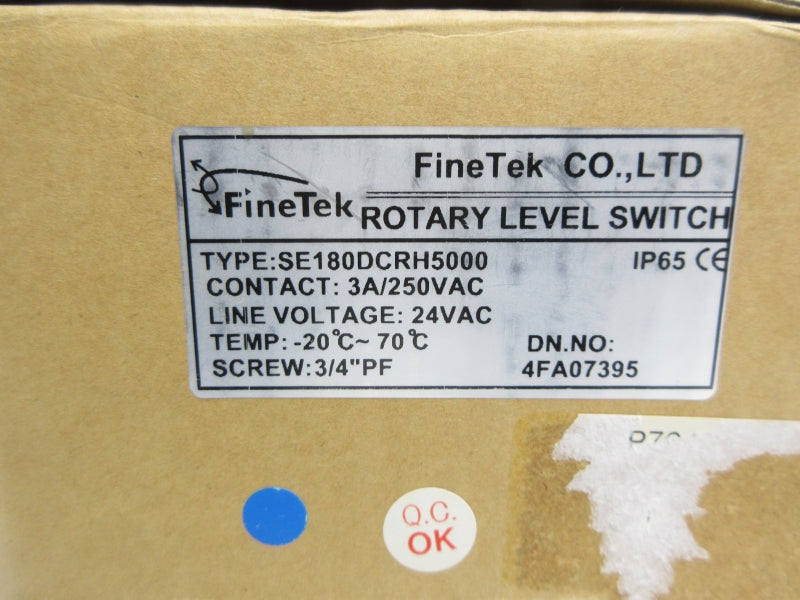 FineTek CO.,LTD
FineTek
ROTARY LEVEL SWITCH
TYPE:SE180DCRH5000
IP65 CE
CONTACT: 3A/250VAC
LINE VOLTAGE: 24VAC
TEMP: -20℃~ 70℃
DN.NO:
SCREW:3/4"PF
4FA07395
Q.C.
OK